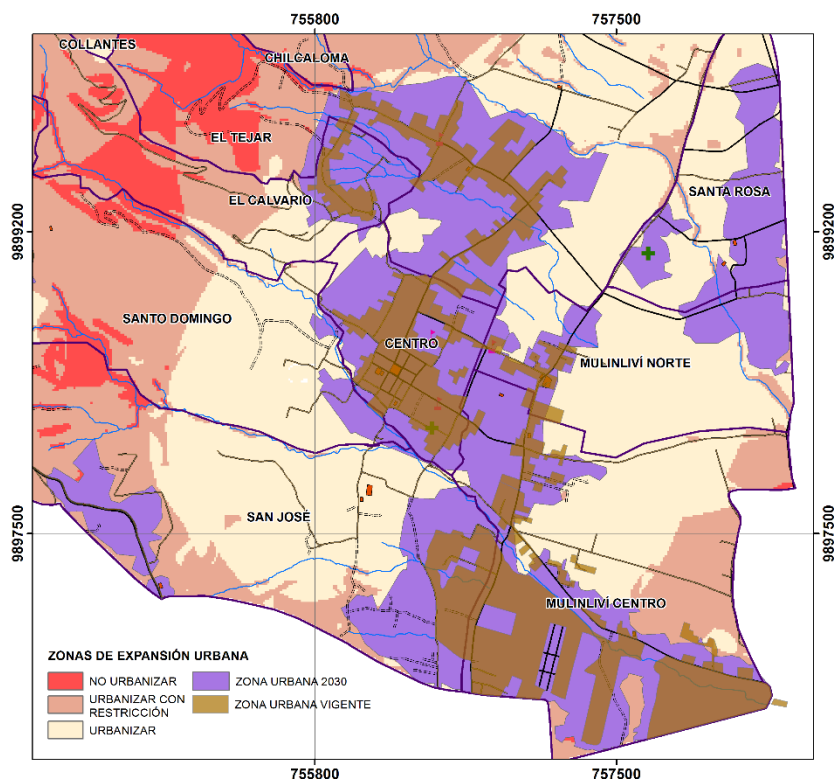 755800
757500
COLLANTES
CHILCALOMA
EL TEJAR
SANTA ROSA
EL CALVARIO
9892200
9892200
SANTO DOMINGO
CENTRO
MULINLIVÍ NORTE
SAN JOSÉ
9897500
9897500
MULINLIVÍ CENTRO
ZONAS DE EXPANSIÓN URBANA
NO URBANIZAR
ZONA URBANA 2030
URBANIZAR CON
RESTRICCIÓN
ZONA URBANA VIGENTE
URBANIZAR
755800
757500